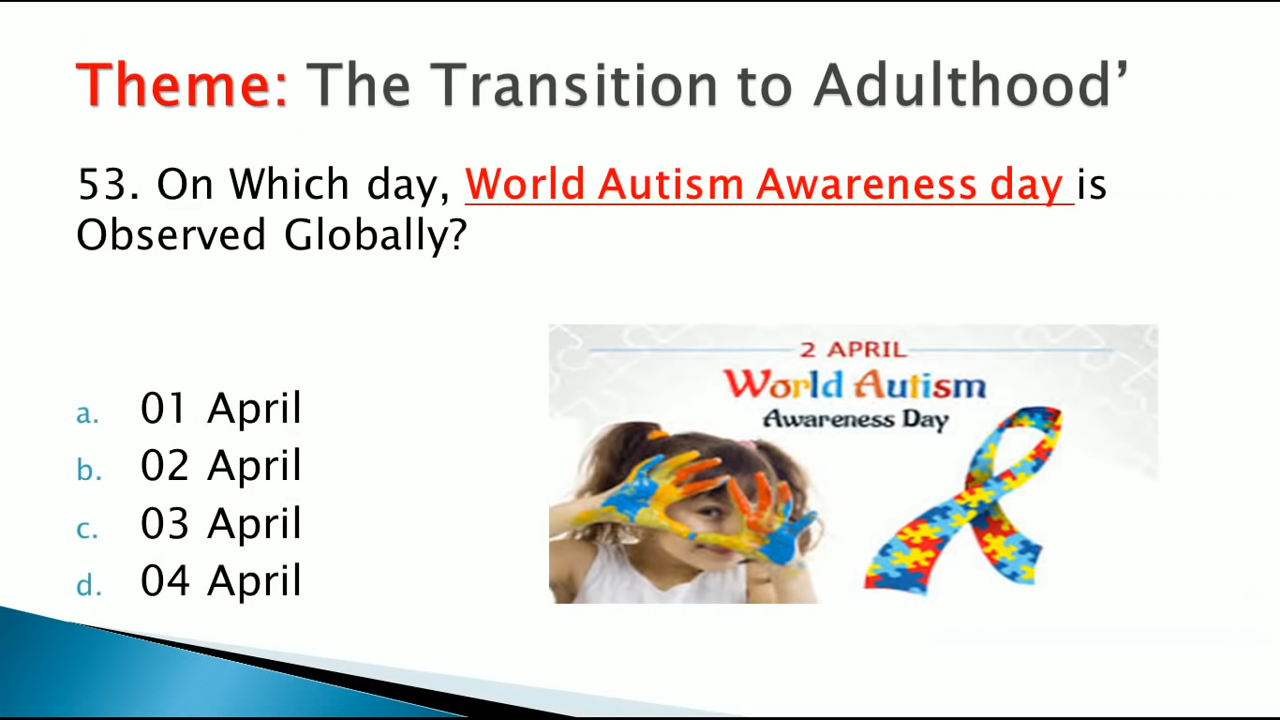 Theme: The Transition to Adulthood’
53. On Which day, World Autism Awareness day is
Observed Globally?
a. 01 April
b. 02 April
c. 03 April
d. 04 April
2 APRIL
World Autism
Awareness Day